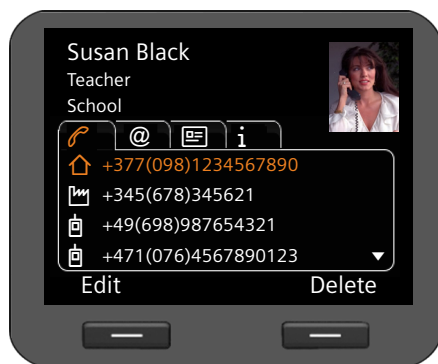 Susan Black
Teacher
School
@ i
+377(098)1234567890
+345(678)345621
+49(698)987654321
+471(076)4567890123
Edit Delete